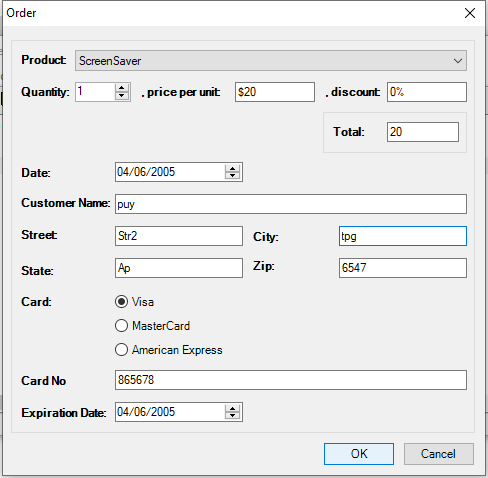 Order
Product: ScreenSaver
Quantity: 1 , price per unit: $20 , discount: 0%
Total: 20
Date: 04/06/2005
Customer Name: puy
Street: Str2 City: tpg
State: Ap Zip: 6547
Card: Visa
MasterCard
American Express
Card No 865678
Expiration Date: 04/06/2005
OK Cancel